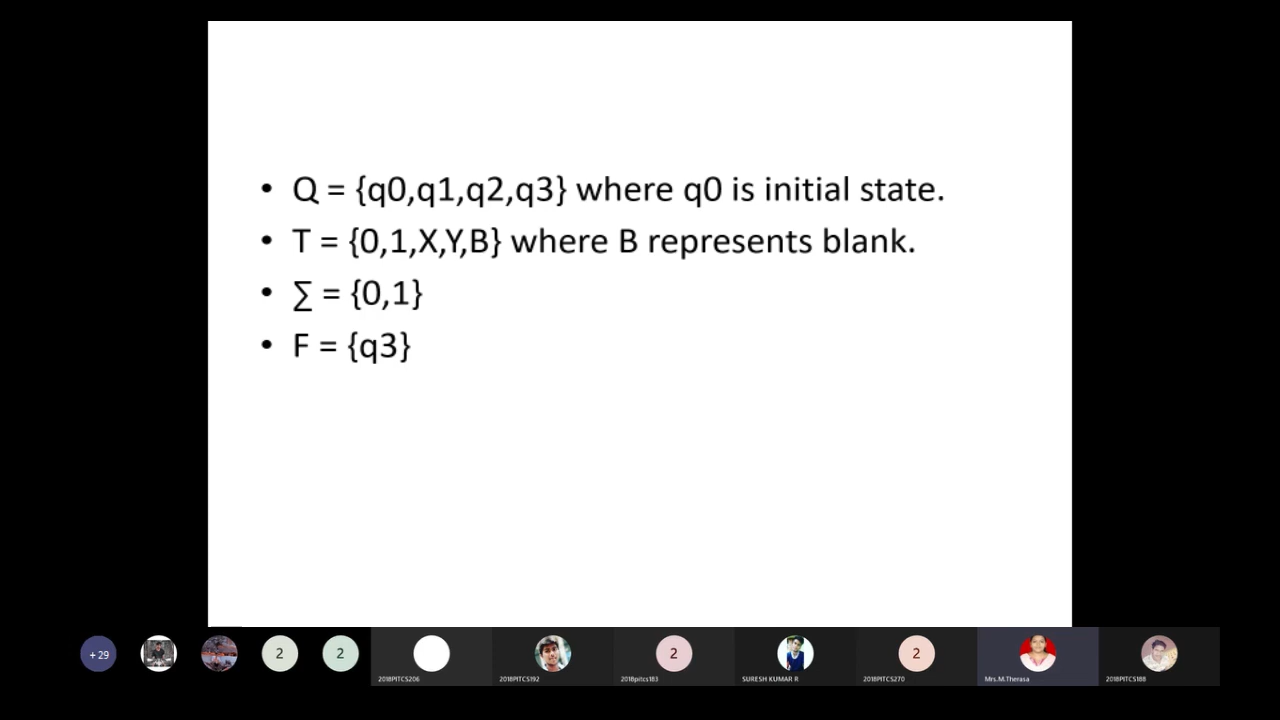 • Q = {q0,q1,q2,q3} where q0 is initial state.
• T = {0,1,X,Y,B} where B represents blank.
• ∑ = {0,1}
• F = {q3}
+ 29
2
2
2
2
2018PITCS206
2018PITCS192
2018pitcs183
SURESH KUMAR R
2018PITCS270
Mrs.M.Therasa
2018PITCS188